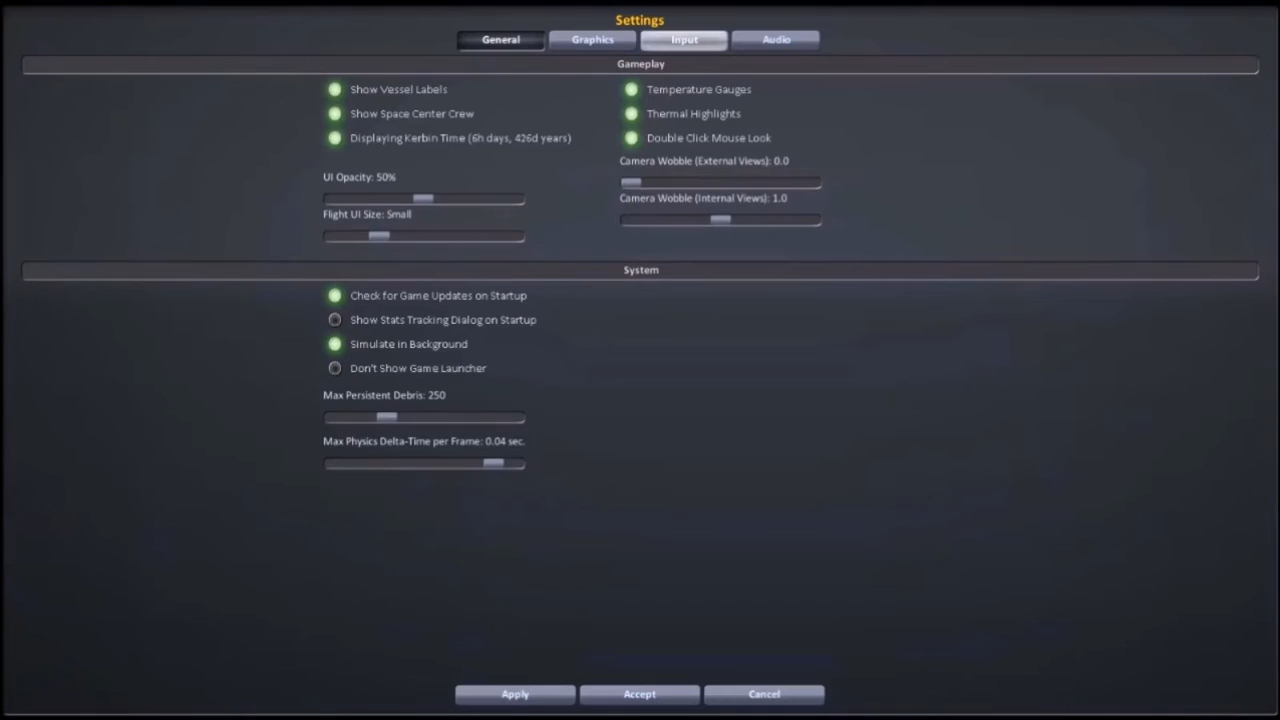 Settings
General Graphics Input Audio
Gameplay
Show Vessel Labels
Show Space Center Crew
Displaying Kerbin Time (6h days, 426d years)
UI Opacity: 50%
Flight UI Size: Small
Temperature Gauges
Thermal Highlights
Double Click Mouse Look
Camera Wobble (External Views): 0.0
Camera Wobble (Internal Views): 1.0
System
Check for Game Updates on Startup
Show Stats Tracking Dialog on Startup
Simulate in Background
Don't Show Game Launcher
Max Persistent Debris: 250
Max Physics Delta-Time per Frame: 0.04 sec.
Apply Accept Cancel